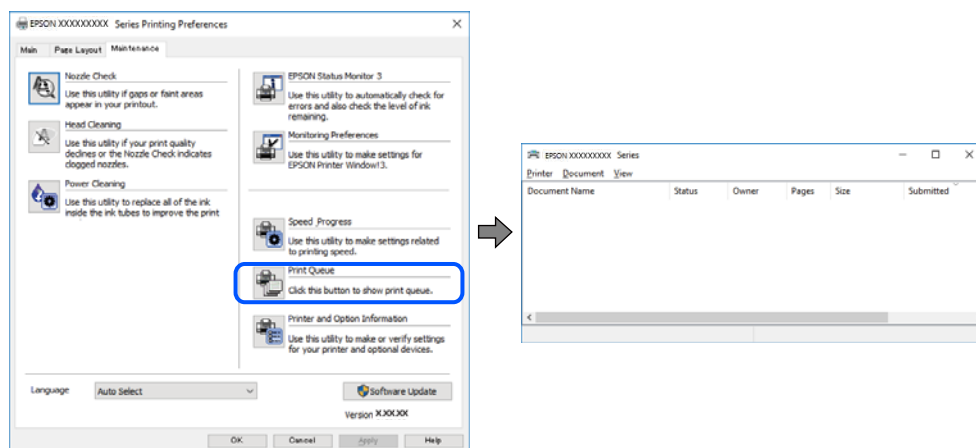 EPSON XXXXXXXXX Series Printing Preferences
Main Page Layout Maintenance
Nozzle Check
Use this utility if gaps or faint areas
appear in your printout.
Head Cleaning
Use this utility if your print quality
declines or the Nozzle Check indicates
clogged nozzles.
Power Cleaning
Use this utility to replace all of the ink
inside the ink tubes to improve the print
EPSON Status Monitor 3
Use this utility to automatically check for
errors and also check the level of ink
remaining.
Monitoring Preferences
Use this utility to make settings for
EPSON Printer Window!3.
Speed Progress
Use this utility to make settings related
to printing speed.
Print Queue
Click this button to show print queue.
Printer and Option Information
Use this utility to make or verify settings
for your printer and optional devices.
Language Auto Select Software Update
Version X.XX.XX
OK Cancel Apply Help
EPSON XXXXXXXXX Series
Printer Document View
Document Name Status Owner Pages Size Submitted